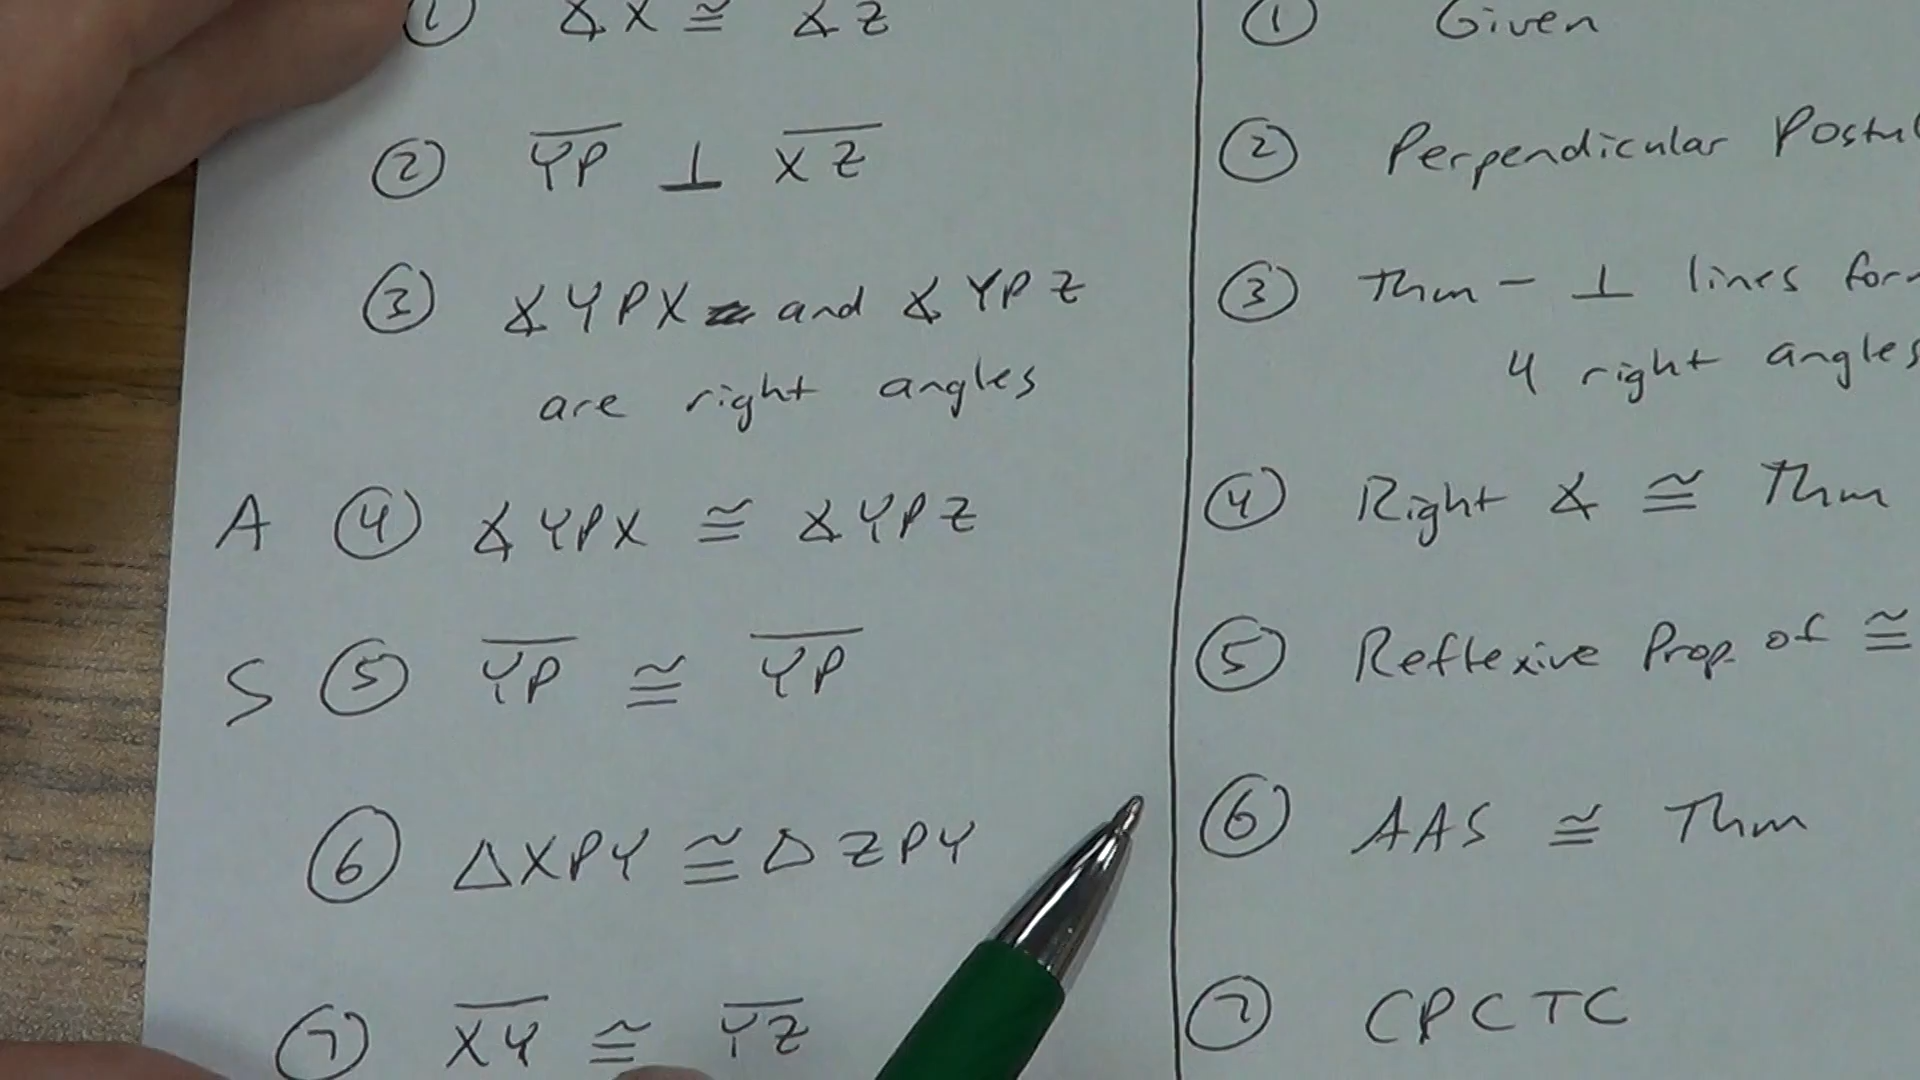 ① ∡X ≅ ∡Z ① Given
② YP ⊥ XZ ② Perpendicular
③ ∡YPX and ∡YPZ ③ Thm - ⊥ lines
are right angles 4 right angles
A ④ ∡YPX ≅ ∡YPZ ④ Right ∡ ≅ Thm
S ⑤ YP ≅ YP ⑤ Reflexive Prop. of ≅
⑥ △XPY ≅ △ZPY ⑥ AAS ≅ Thm
⑦ XY ≅ YZ ⑦ CPCTC